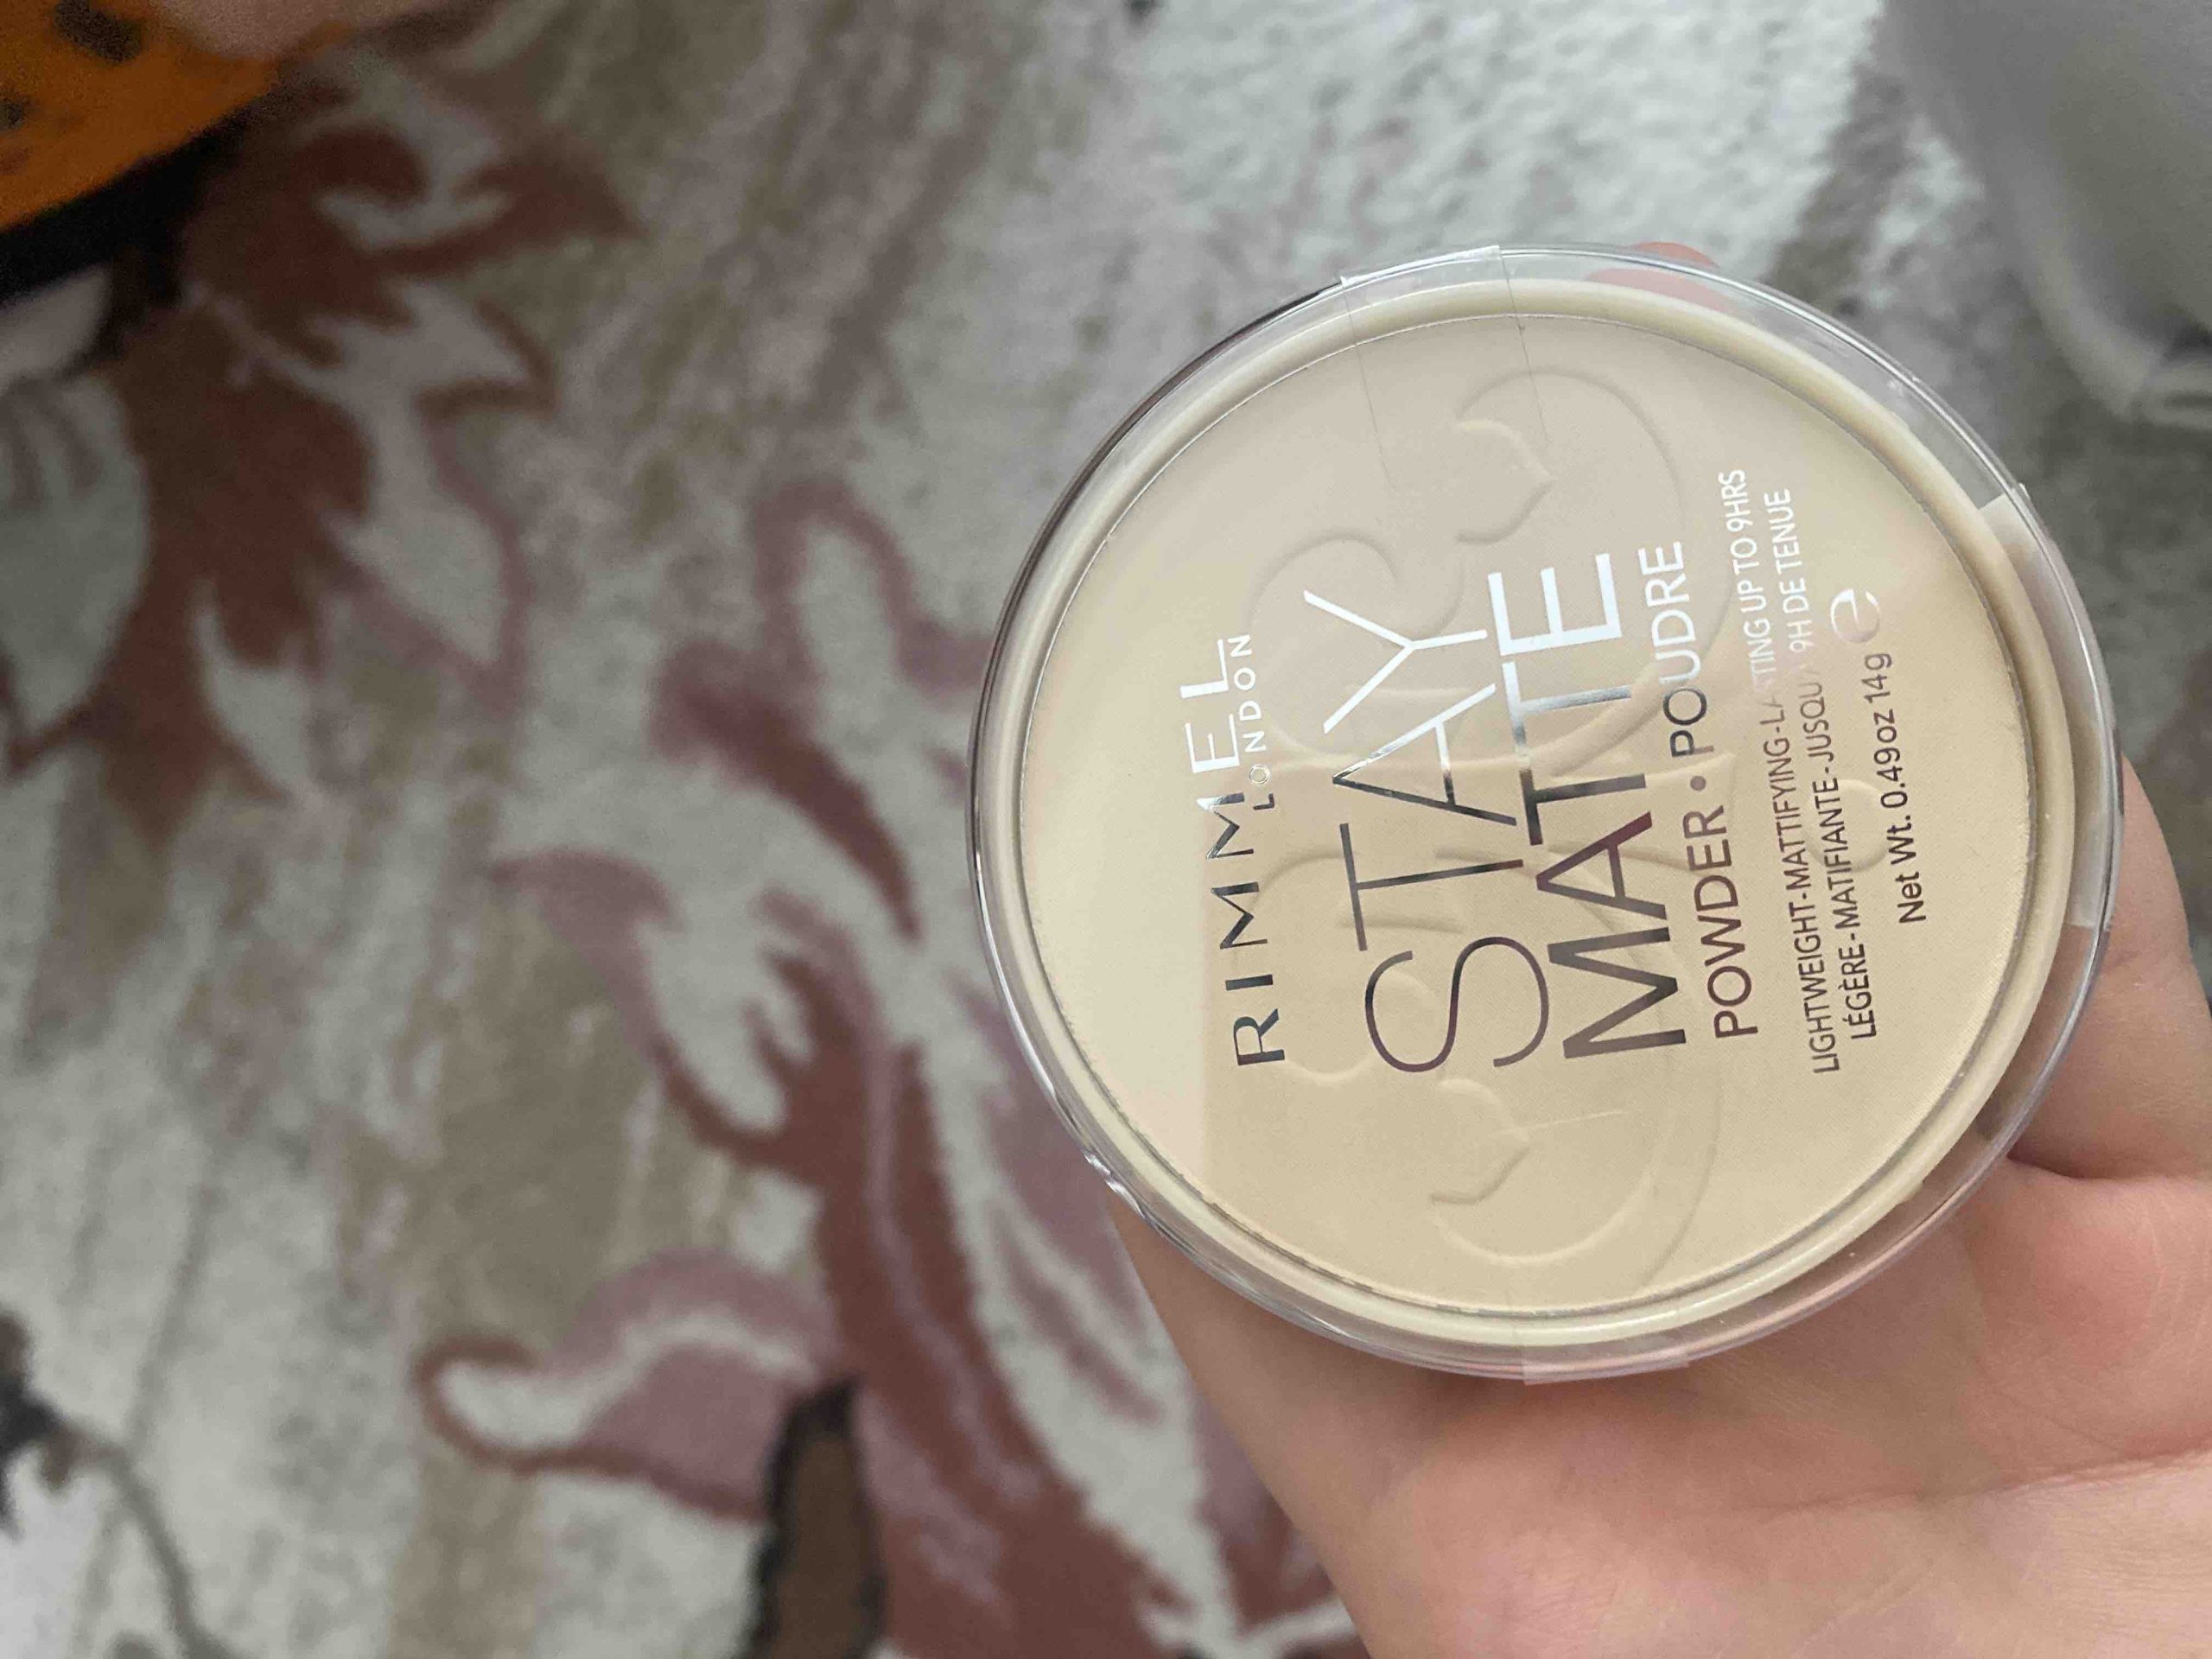 RIMMEL
LONDON
STAY
MATTE
POWDER • POUDRE
LIGHTWEIGHT-MATTIFYING-LASTING UP TO 9HRS
LÉGÈRE-MATIFIANTE-JUSQU'À 9H DE TENUE
Net Wt. 0.49oz 14g e